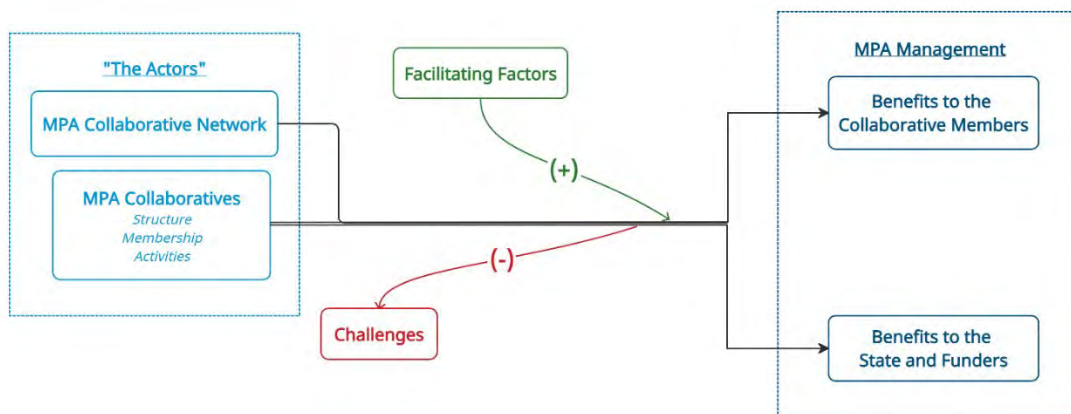 "The Actors"
MPA Collaborative Network
MPA Collaboratives
Structure
Membership
Activities
Facilitating Factors
(+)
(-)
Challenges
MPA Management
Benefits to the
Collaborative Members
Benefits to the
State and Funders